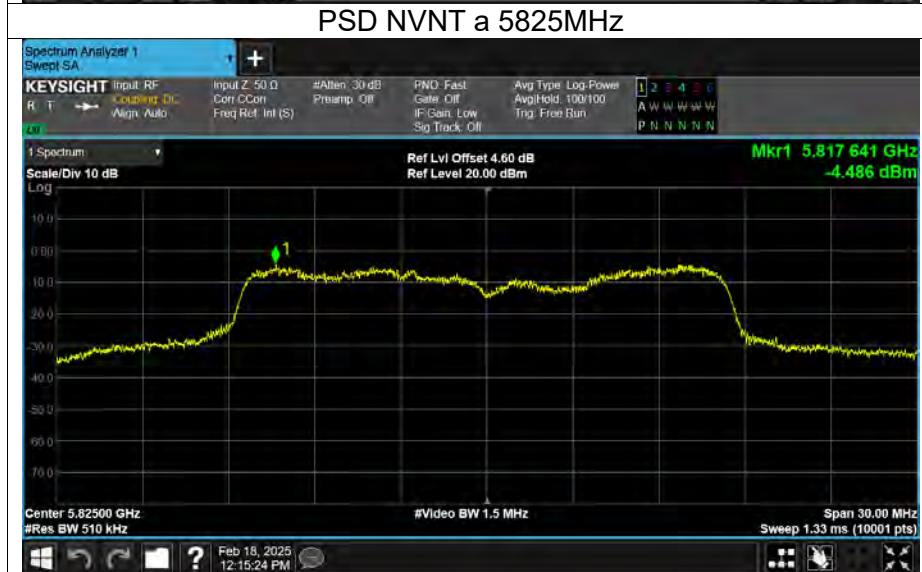 PSD NVNT a 5825MHz
Spectrum Analyzer 1
Swept SA
+
KEYSIGHT Input: RF
R T
Coupling: DC
Align: Auto
Input Z: 50 Ω
Corr CCorr
Freq Ref: Int (S)
#Atten: 30 dB
Preamp: Off
PNO: Fast
Gate: Off
IF Gain: Low
Sig Track: Off
Avg Type: Log-Power
Avg|Hold: 100/100
Trig: Free Run
1 2 3 4 5 6
A W W W W W
P N N N N N
1 Spectrum
Scale/Div 10 dB
Log
Ref Lvl Offset 4.60 dB
Ref Level 20.00 dBm
Mkr1 5.817 641 GHz
-4.486 dBm
10.0
0.00
-10.0
-20.0
-30.0
-40.0
-50.0
-60.0
-70.0
1
Center 5.82500 GHz
#Res BW 510 kHz
#Video BW 1.5 MHz
Span 30.00 MHz
Sweep 1.33 ms (10001 pts)
?
Feb 18, 2025
12:15:24 PM